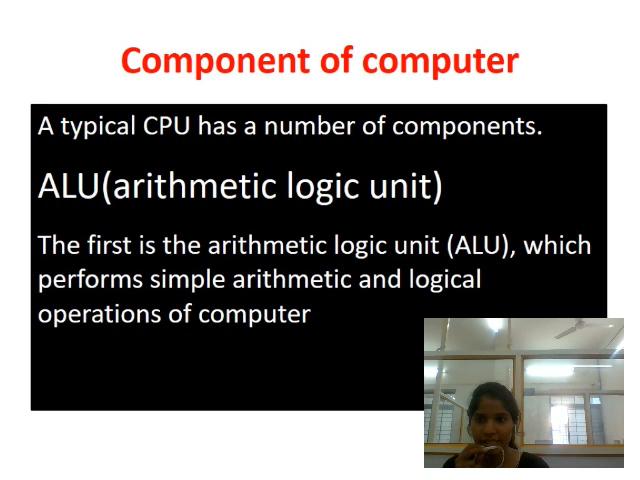 Component of computer
A typical CPU has a number of components.
ALU(arithmetic logic unit)
The first is the arithmetic logic unit (ALU), which
performs simple arithmetic and logical
operations of computer